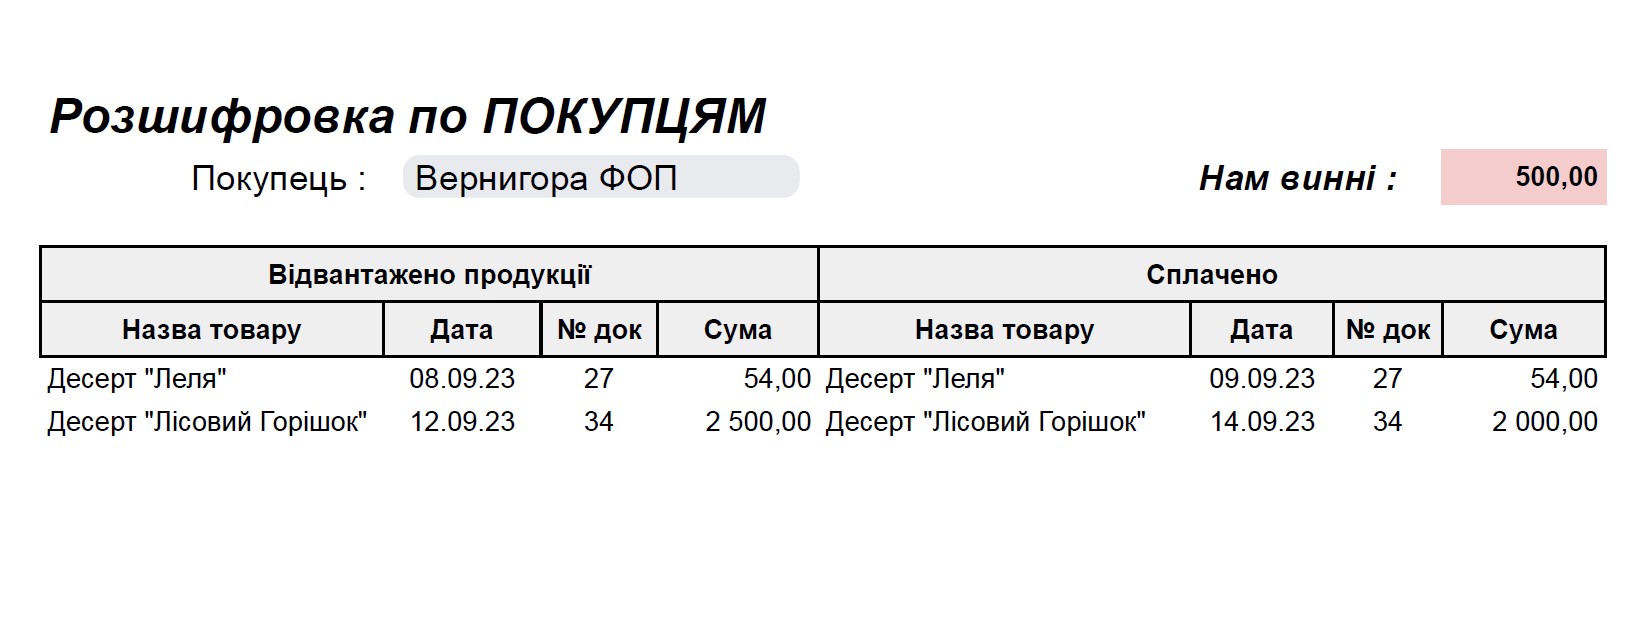 Розшифровка по ПОКУПЦЯМ
Покупець : Вернигора ФОП Нам винні : 500,00
Відвантажено продукції Сплачено
Назва товару Дата № док Сума Назва товару Дата № док Сума
Десерт "Леля" 08.09.23 27 54,00 Десерт "Леля" 09.09.23 27 54,00
Десерт "Лісовий Горішок" 12.09.23 34 2 500,00 Десерт "Лісовий Горішок" 14.09.23 34 2 000,00